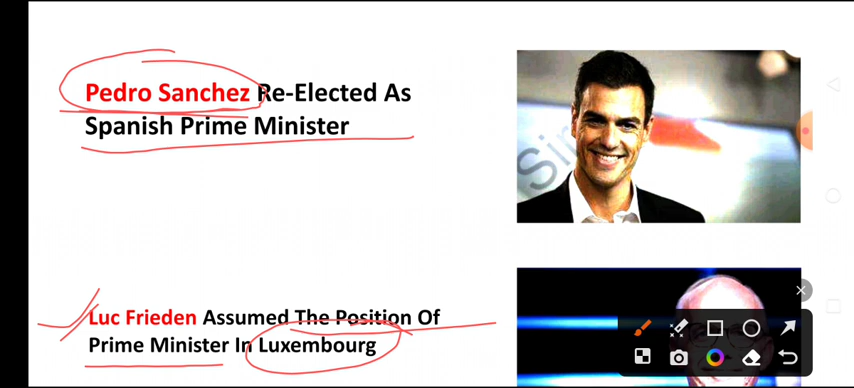 Pedro Sanchez Re-Elected As
Spanish Prime Minister
Luc Frieden Assumed The Position Of
Prime Minister In Luxembourg